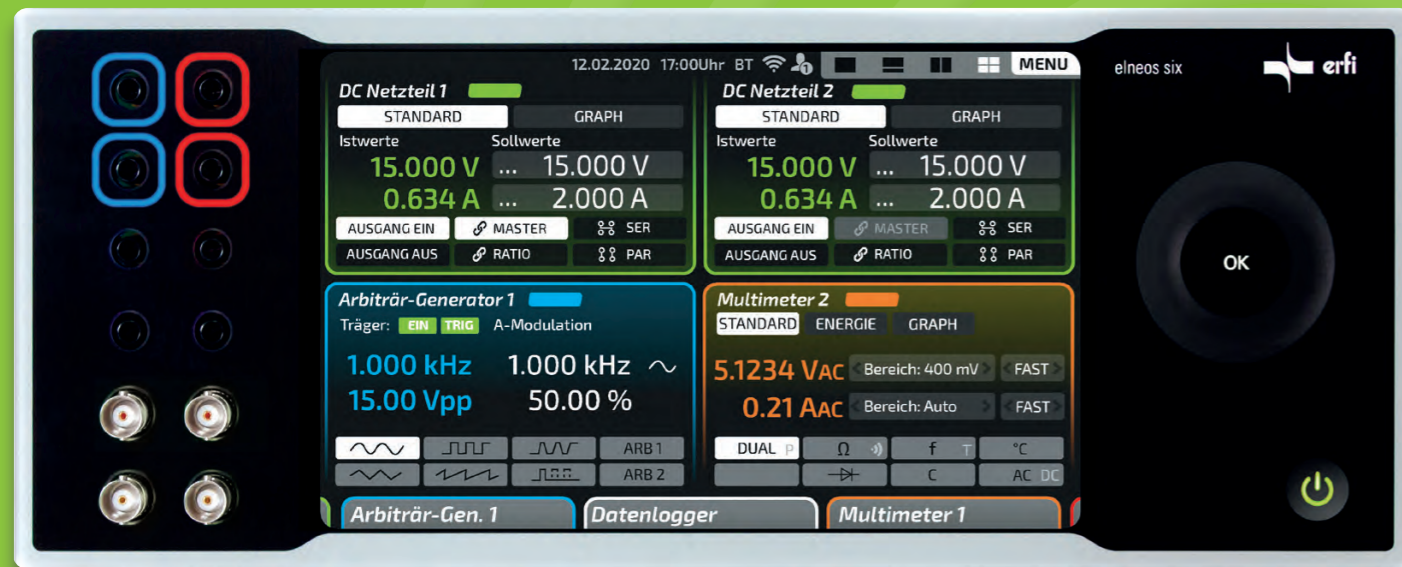 12.02.2020 17:00Uhr BT 1 MENU
elneos six erfi
DC Netzteil 1
STANDARD GRAPH
Istwerte Sollwerte
15.000 V ... 15.000 V
0.634 A ... 2.000 A
AUSGANG EIN MASTER SER
AUSGANG AUS RATIO PAR
DC Netzteil 2
STANDARD GRAPH
Istwerte Sollwerte
15.000 V ... 15.000 V
0.634 A ... 2.000 A
AUSGANG EIN MASTER SER
AUSGANG AUS RATIO PAR
OK
Arbiträr-Generator 1
Träger: EIN TRIG A-Modulation
1.000 kHz 1.000 kHz
15.00 Vpp 50.00 %
ARB 1
ARB 2
Multimeter 2
STANDARD ENERGIE GRAPH
5.1234 VAC < Bereich: 400 mV > < FAST >
0.21 AAC < Bereich: Auto > < FAST >
DUAL P Ω f T °C
C AC DC
Arbiträr-Gen. 1 Datenlogger Multimeter 1